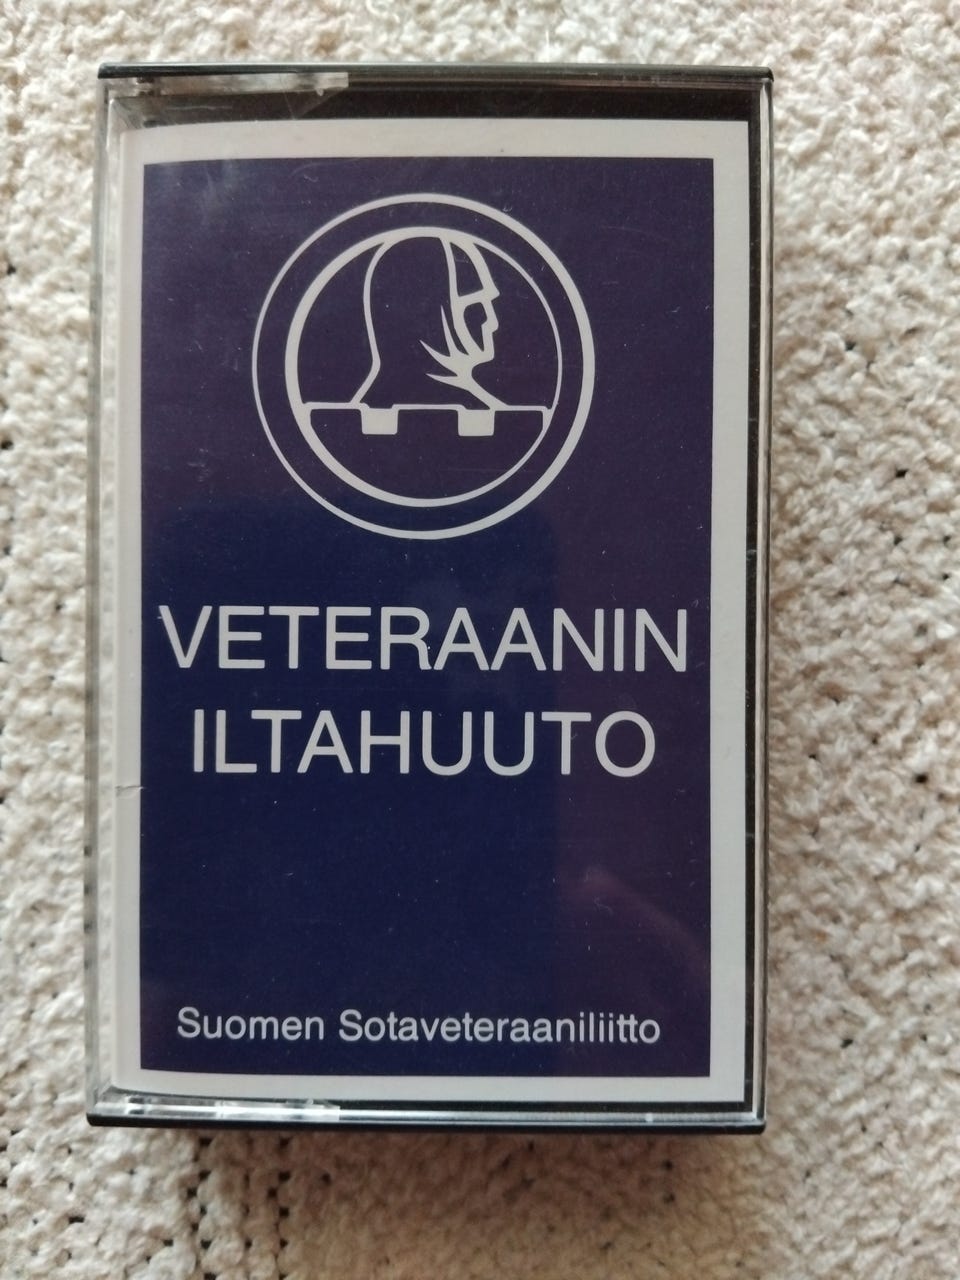 VETERAANIN
ILTAHUUTO
Suomen Sotaveteraaniliitto